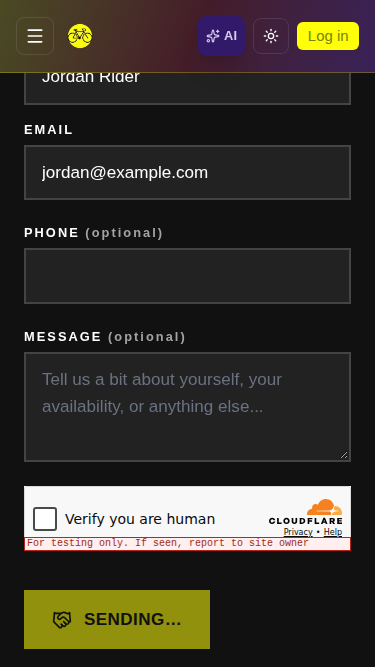 AI
Log in
Jordan Rider
EMAIL
jordan@example.com
PHONE (optional)
MESSAGE (optional)
Tell us a bit about yourself, your
availability, or anything else...
Verify you are human
CLOUDFLARE
Privacy • Help
For testing only. If seen, report to site owner
SENDING...